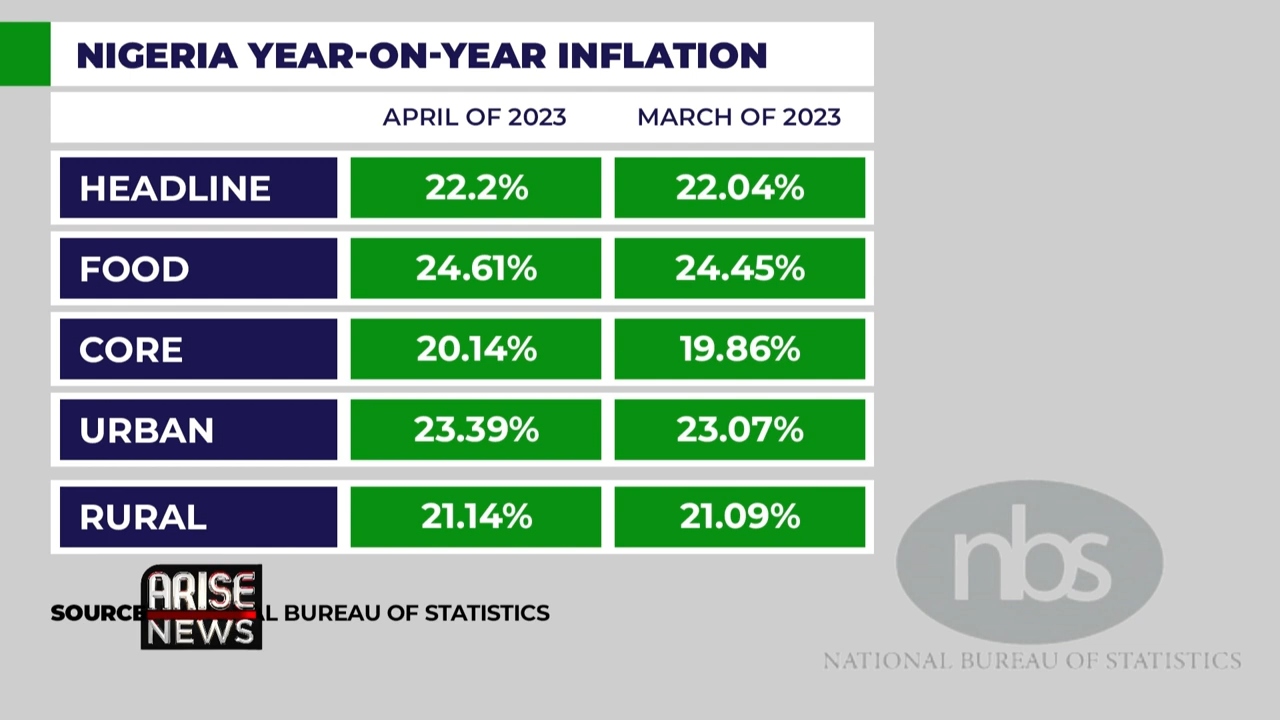 NIGERIA YEAR-ON-YEAR INFLATION
APRIL OF 2023 MARCH OF 2023
HEADLINE 22.2% 22.04%
FOOD 24.61% 24.45%
CORE 20.14% 19.86%
URBAN 23.39% 23.07%
RURAL 21.14% 21.09%
SOURCE BUREAU OF STATISTICS
ARISE
NEWS
nbs
NATIONAL BUREAU OF STATISTICS